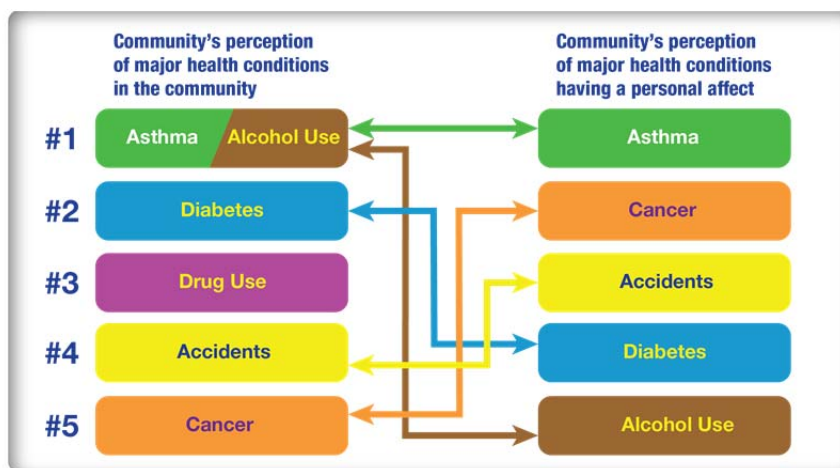 Community's perception
of major health conditions
in the community
Community's perception
of major health conditions
having a personal affect
#1
Asthma
Alcohol Use
Asthma
#2
Diabetes
Cancer
#3
Drug Use
Accidents
#4
Accidents
Diabetes
#5
Cancer
Alcohol Use